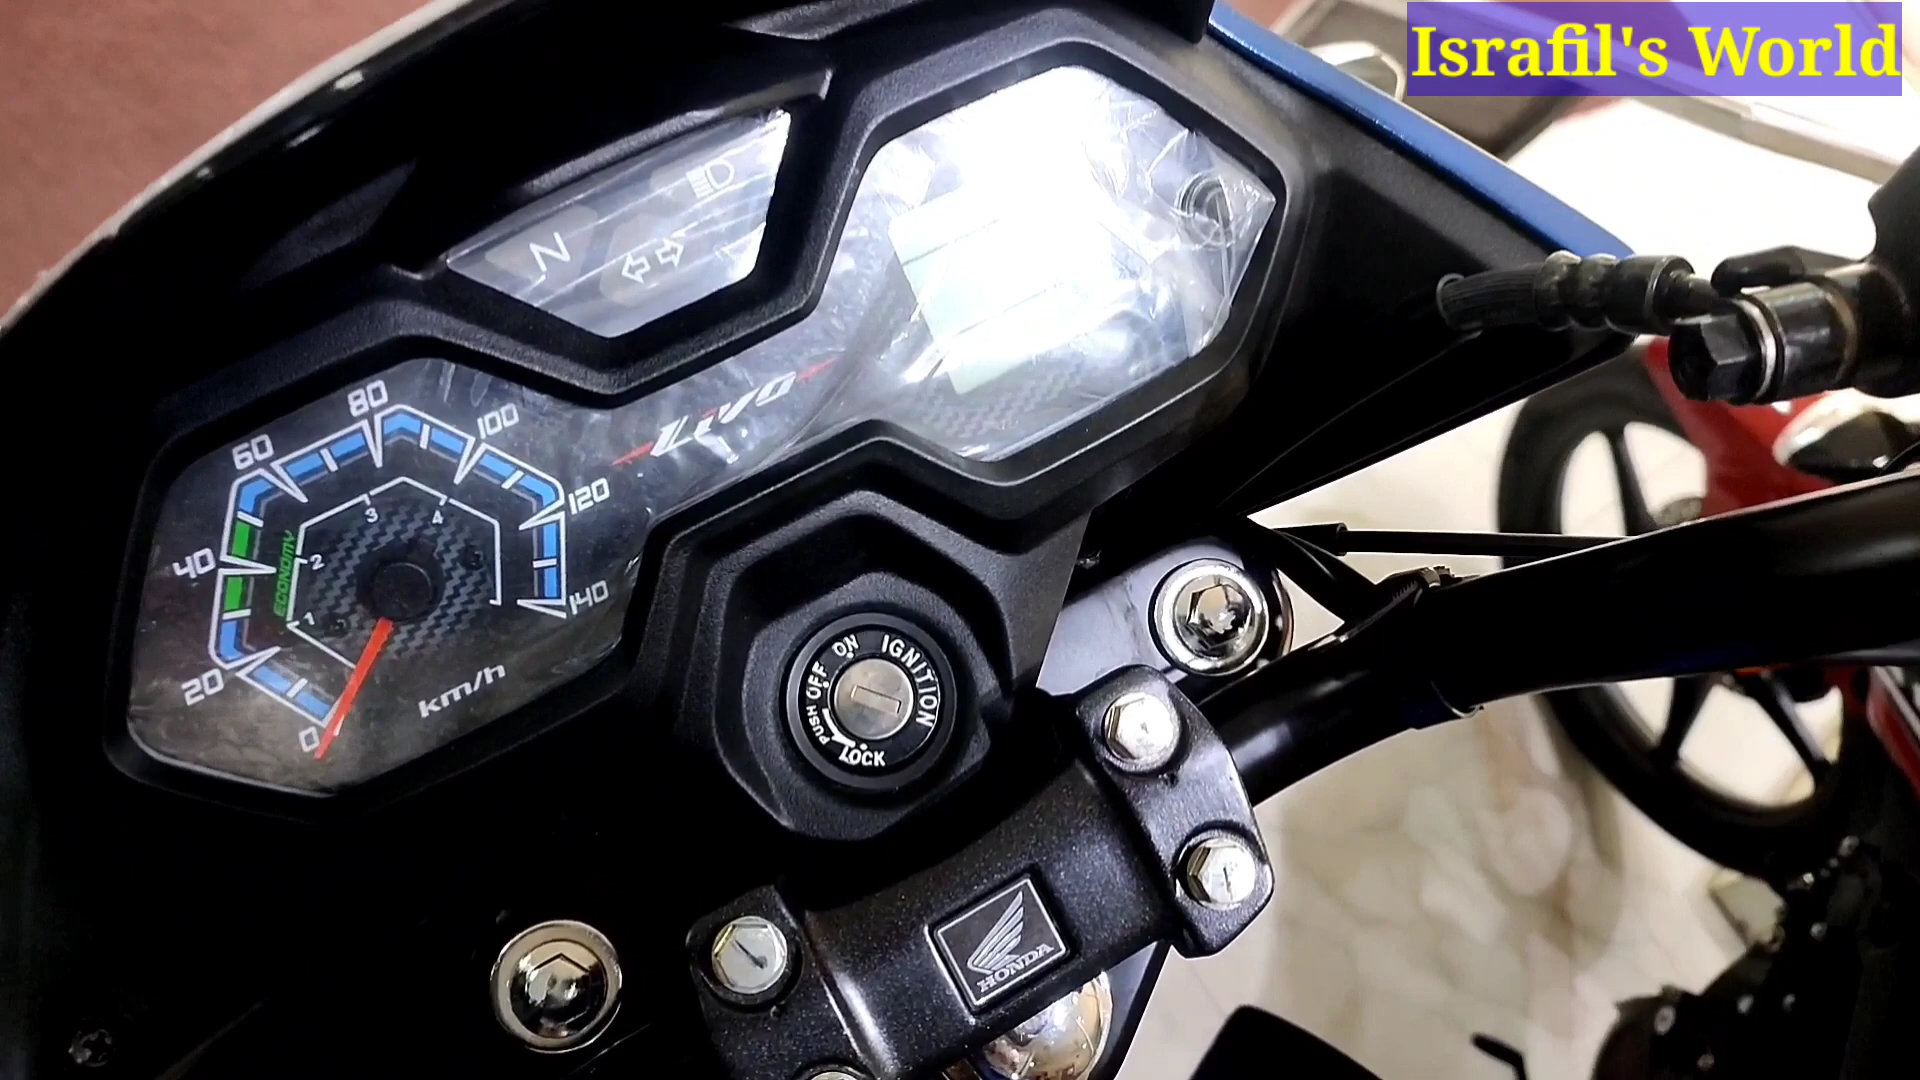 Israfil's World
N
Livo
80
100
60
120
3
4
40
ECONOMY
2
140
1
20
km/h
0
IGNITION
ON
OFF
PUSH
LOCK
HONDA